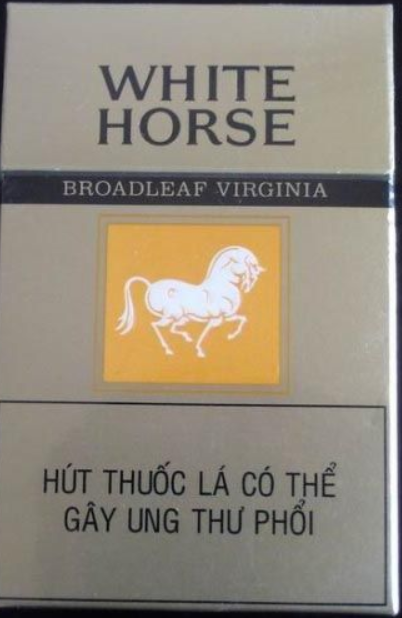 WHITE
HORSE
BROADLEAF VIRGINIA
HÚT THUỐC LÁ CÓ THỂ
GÂY UNG THƯ PHỔI